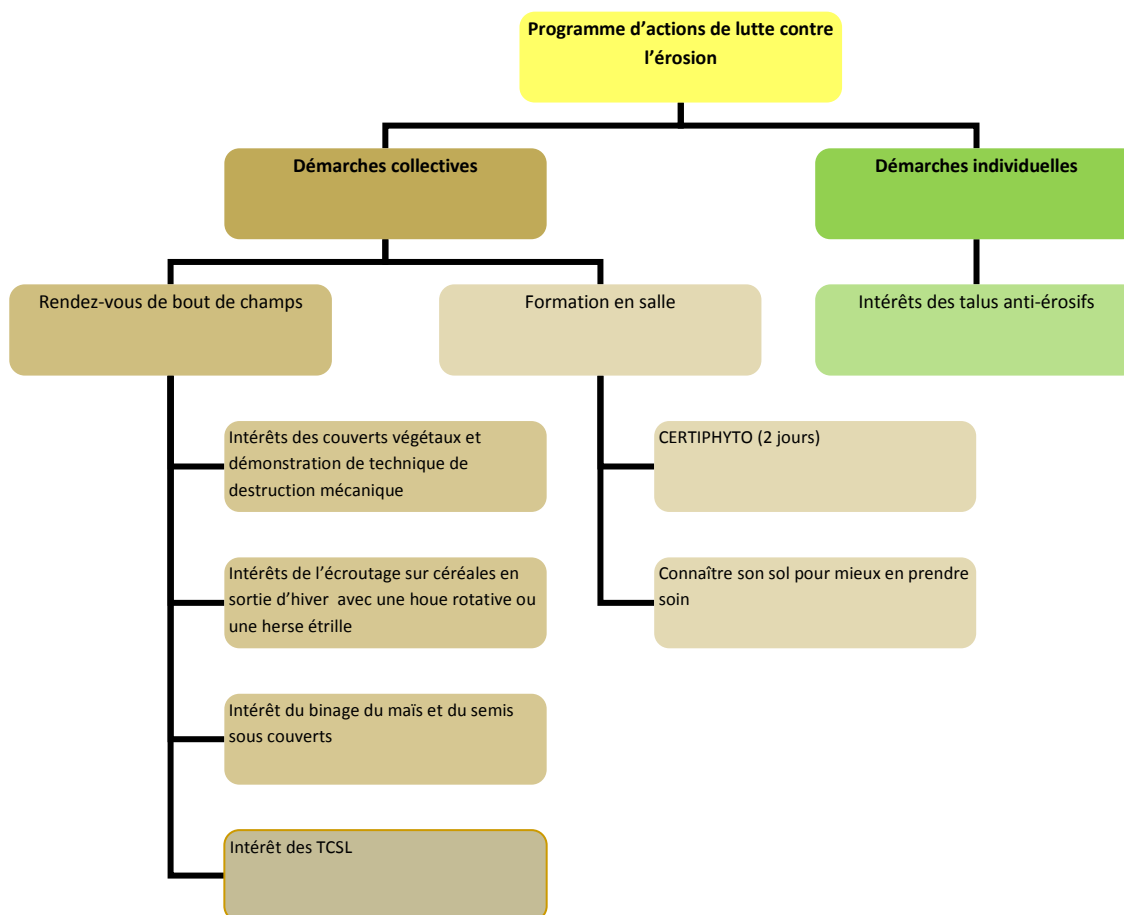 Programme d’actions de lutte contre
l’érosion
Démarches collectives
Démarches individuelles
Rendez-vous de bout de champs
Formation en salle
Intérêts des talus anti-érosifs
Intérêts des couverts végétaux et
démonstration de technique de
destruction mécanique
CERTIPHYTO (2 jours)
Intérêts de l’écroutage sur céréales en
sortie d’hiver  avec une houe rotative ou
une herse étrille
Connaître son sol pour mieux en prendre
soin
Intérêt du binage du maïs et du semis
sous couverts
Intérêt des TCSL